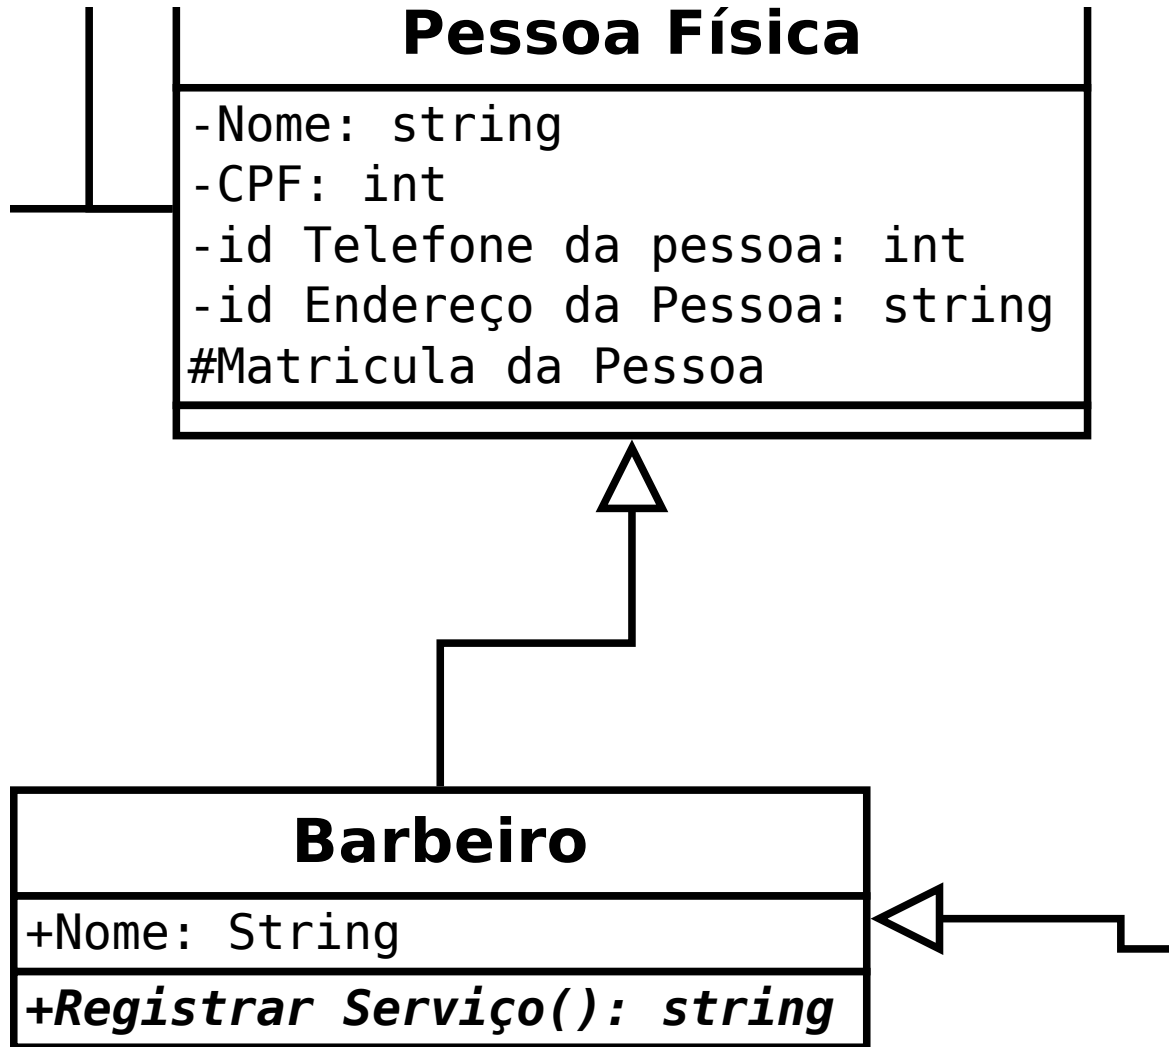 Pessoa Física
-Nome: string
-CPF: int
-id Telefone da pessoa: int
-id Endereço da Pessoa: string
#Matricula da Pessoa
Barbeiro
+Nome: String
+Registrar Serviço(): string